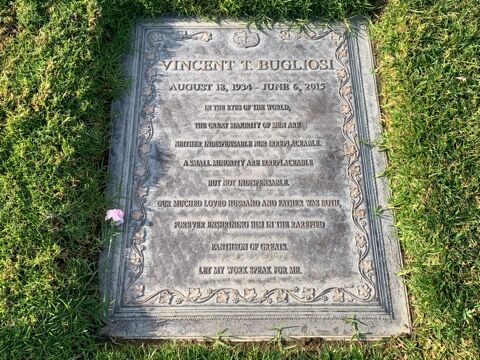 VINCENT T. BUGLIOSI
AUGUST 18, 1934 - JUNE 6, 2015
IN THE EYES OF THE WORLD,
THE GREAT MAJORITY OF MEN ARE
NEITHER INDISPENSABLE NOR IRREPLACEABLE.
A SMALL MINORITY ARE IRREPLACEABLE
BUT NOT INDISPENSABLE.
OUR MUCHED LOVED HUSBAND AND FATHER WAS BOTH,
FOREVER ENSHRINING HIM IN THE RAREFIED
PANTHEON OF GREATS.
LET MY WORK SPEAK FOR ME.